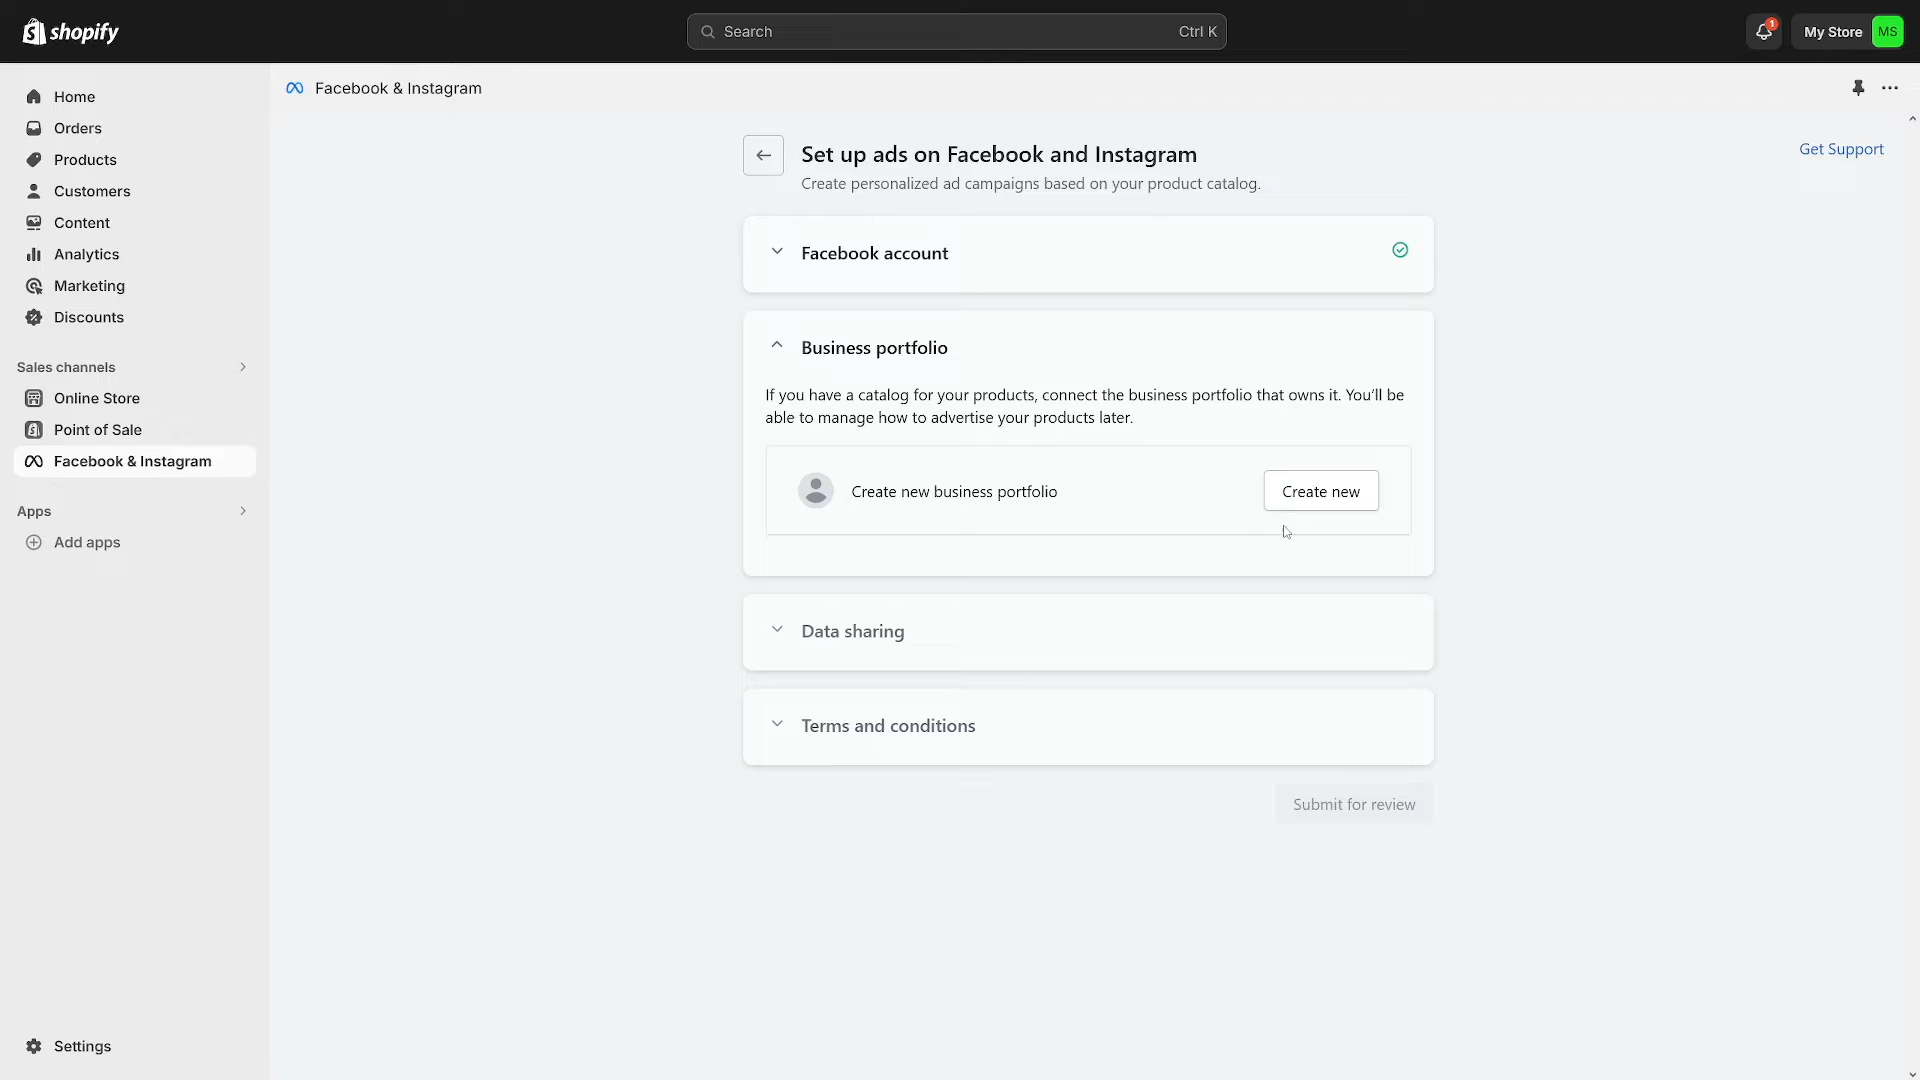 shopify
Search
Ctrl K
1
My Store
MS
Home
Orders
Products
Customers
Content
Analytics
Marketing
Discounts
Sales channels
Online Store
Point of Sale
Facebook & Instagram
Apps
Add apps
Settings
Facebook & Instagram
Get Support
Set up ads on Facebook and Instagram
Create personalized ad campaigns based on your product catalog.
Facebook account
Business portfolio
If you have a catalog for your products, connect the business portfolio that owns it. You’ll be
able to manage how to advertise your products later.
Create new business portfolio
Create new
Data sharing
Terms and conditions
Submit for review